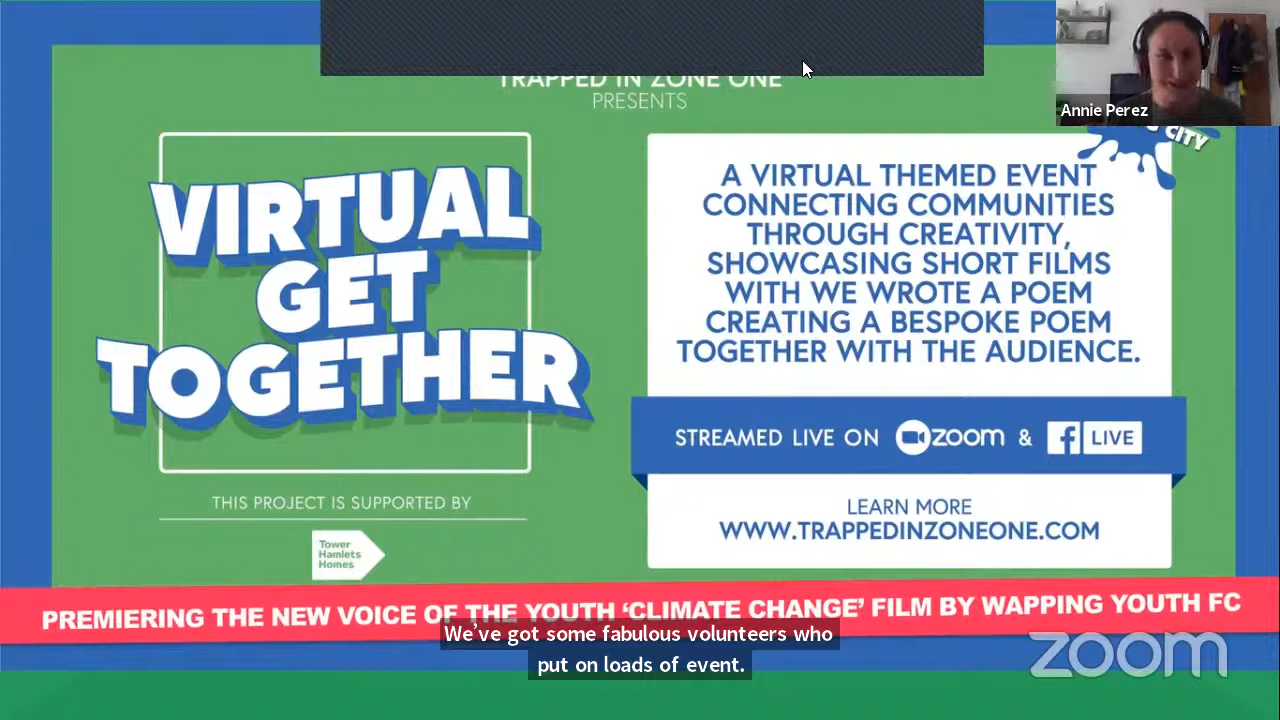 TRAPPED IN ZONE ONE
PRESENTS
Annie Perez
CITY
VIRTUAL
GET
TOGETHER
A VIRTUAL THEMED EVENT
CONNECTING COMMUNITIES
THROUGH CREATIVITY,
SHOWCASING SHORT FILMS
WITH WE WROTE A POEM
CREATING A BESPOKE POEM
TOGETHER WITH THE AUDIENCE.
STREAMED LIVE ON zoom & f LIVE
THIS PROJECT IS SUPPORTED BY
Tower
Hamlets
Homes
LEARN MORE
WWW.TRAPPEDINZONEONE.COM
PREMIERING THE NEW VOICE OF THE YOUTH ‘CLIMATE CHANGE’ FILM BY WAPPING YOUTH FC
We've got some fabulous volunteers who
put on loads of event.
zoom